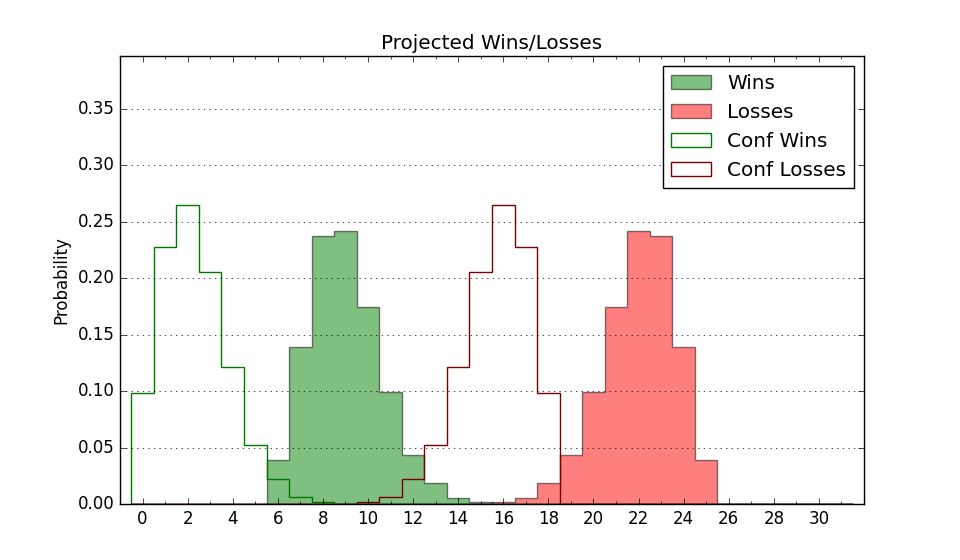 Projected Wins/Losses
Wins
Losses
Conf Wins
Conf Losses
Probability
0.35
0.30
0.25
0.20
0.15
0.10
0.05
0.00
0 2 4 6 8 10 12 14 16 18 20 22 24 26 28 30